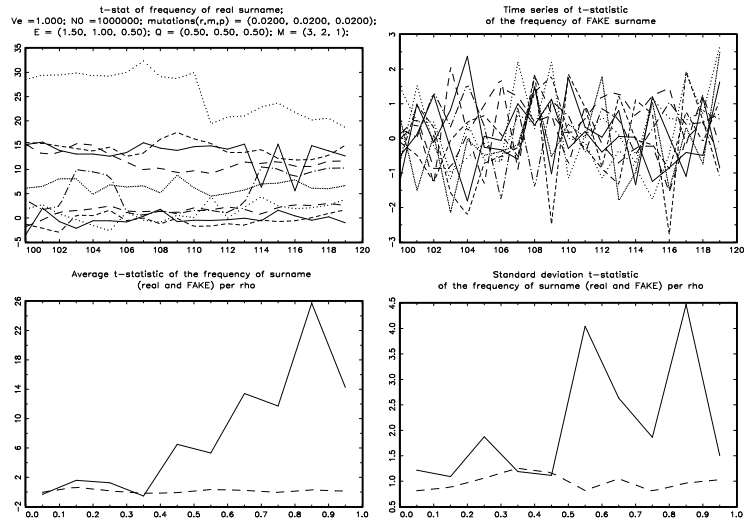 t-stat of frequency of real surname;
Ve =1.000; N0 =1000000; mutations(r,m,p) = (0.0200, 0.0200, 0.0200);
E = (1.50, 1.00, 0.50); Q = (0.50, 0.50, 0.50); M = (3, 2, 1);
35
30
25
20
15
10
5
0
-5
100 102 104 106 108 110 112 114 116 118 120
Time series of t-statistic
of the frequency of FAKE surname
3
2
1
0
-1
-2
-3
100 102 104 106 108 110 112 114 116 118 120
Average t-statistic of the frequency of surname
(real and FAKE) per rho
26
22
18
14
10
6
2
-2
0.0 0.1 0.2 0.3 0.4 0.5 0.6 0.7 0.8 0.9 1.0
Standard deviation t-statistic
of the frequency of surname (real and FAKE) per rho
4.5
4.0
3.5
3.0
2.5
2.0
1.5
1.0
0.5
0.0 0.1 0.2 0.3 0.4 0.5 0.6 0.7 0.8 0.9 1.0